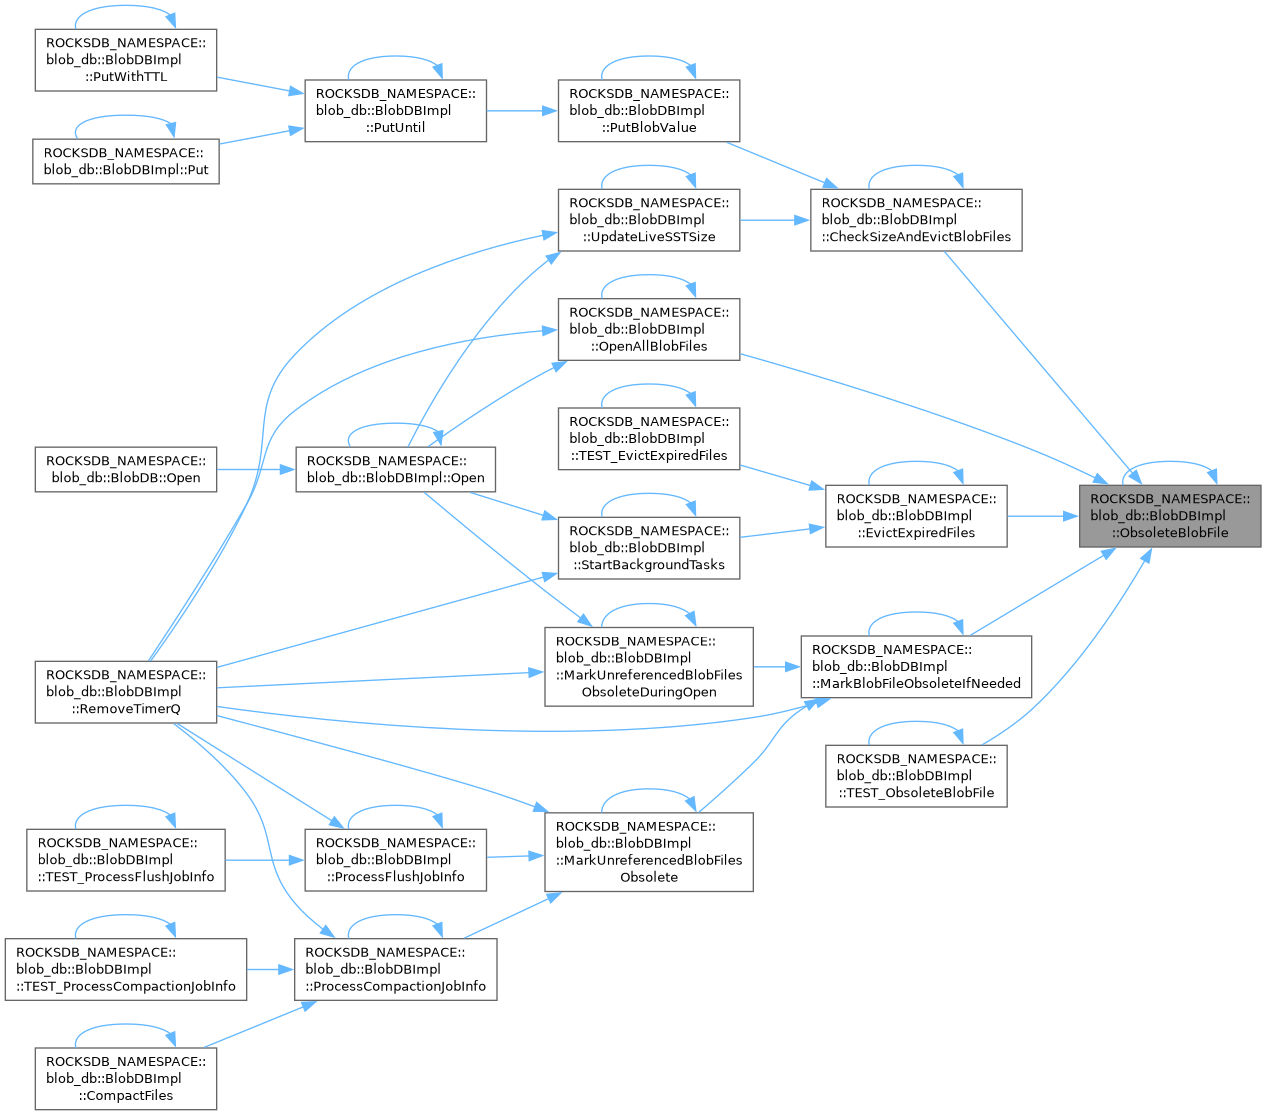 ROCKSDB_NAMESPACE::
blob_db::BlobDBImpl
::PutWithTTL
ROCKSDB_NAMESPACE::
blob_db::BlobDBImpl
::PutUntil
ROCKSDB_NAMESPACE::
blob_db::BlobDBImpl
::PutBlobValue
ROCKSDB_NAMESPACE::
blob_db::BlobDBImpl::Put
ROCKSDB_NAMESPACE::
blob_db::BlobDBImpl
::UpdateLiveSSTSize
ROCKSDB_NAMESPACE::
blob_db::BlobDBImpl
::CheckSizeAndEvictBlobFiles
ROCKSDB_NAMESPACE::
blob_db::BlobDBImpl
::OpenAllBlobFiles
ROCKSDB_NAMESPACE::
blob_db::BlobDBImpl
::TEST_EvictExpiredFiles
ROCKSDB_NAMESPACE::
blob_db::BlobDB::Open
ROCKSDB_NAMESPACE::
blob_db::BlobDBImpl::Open
ROCKSDB_NAMESPACE::
blob_db::BlobDBImpl
::EvictExpiredFiles
ROCKSDB_NAMESPACE::
blob_db::BlobDBImpl
::ObsoleteBlobFile
ROCKSDB_NAMESPACE::
blob_db::BlobDBImpl
::StartBackgroundTasks
ROCKSDB_NAMESPACE::
blob_db::BlobDBImpl
::MarkUnreferencedBlobFiles
ObsoleteDuringOpen
ROCKSDB_NAMESPACE::
blob_db::BlobDBImpl
::MarkBlobFileObsoleteIfNeeded
ROCKSDB_NAMESPACE::
blob_db::BlobDBImpl
::RemoveTimerQ
ROCKSDB_NAMESPACE::
blob_db::BlobDBImpl
::TEST_ObsoleteBlobFile
ROCKSDB_NAMESPACE::
blob_db::BlobDBImpl
::TEST_ProcessFlushJobInfo
ROCKSDB_NAMESPACE::
blob_db::BlobDBImpl
::ProcessFlushJobInfo
ROCKSDB_NAMESPACE::
blob_db::BlobDBImpl
::MarkUnreferencedBlobFiles
Obsolete
ROCKSDB_NAMESPACE::
blob_db::BlobDBImpl
::TEST_ProcessCompactionJobInfo
ROCKSDB_NAMESPACE::
blob_db::BlobDBImpl
::ProcessCompactionJobInfo
ROCKSDB_NAMESPACE::
blob_db::BlobDBImpl
::CompactFiles